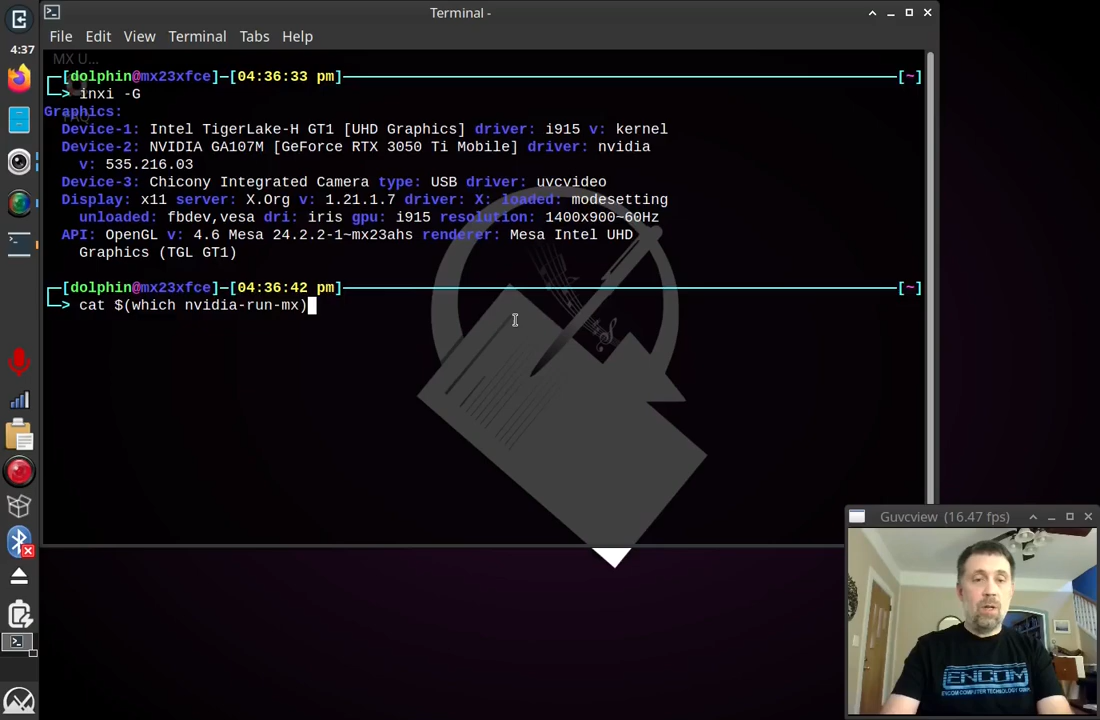 Terminal -
File Edit View Terminal Tabs Help
4:37
MX U...
FAQ
┌─[dolphin@mx23xfce]─[04:36:33 pm]─[~]
└─> inxi -G
Graphics:
Device-1: Intel TigerLake-H GT1 [UHD Graphics] driver: i915 v: kernel
Device-2: NVIDIA GA107M [GeForce RTX 3050 Ti Mobile] driver: nvidia
v: 535.216.03
Device-3: Chicony Integrated Camera type: USB driver: uvcvideo
Display: x11 server: X.Org v: 1.21.1.7 driver: X: loaded: modesetting
unloaded: fbdev,vesa dri: iris gpu: i915 resolution: 1400x900~60Hz
API: OpenGL v: 4.6 Mesa 24.2.2-1~mx23ahs renderer: Mesa Intel UHD
Graphics (TGL GT1)
┌─[dolphin@mx23xfce]─[04:36:42 pm]─[~]
└─> cat $(which nvidia-run-mx)
Guvcview (16.47 fps)
ENCOM